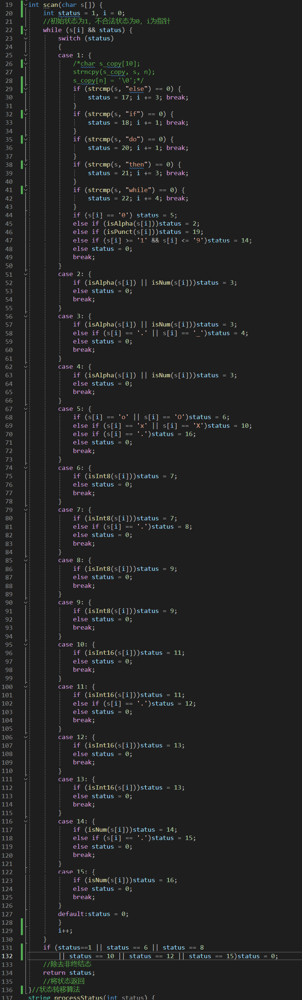 19 int scan(char s[]) {
20 int status = 1, i = 0;
21 //初始状态为1，不合法状态为0，i为指针
22 while (s[i] && status) {
23 switch (status)
24 {
25 case 1: {
26 /*char s_copy[10];
27 strncpy(s_copy, s, n);
28 s_copy[n] = '\0';*/
29 if (strcmp(s, "else") == 0) {
30 status = 17; i += 3; break;
31 }
32 if (strcmp(s, "if") == 0) {
33 status = 18; i += 1; break;
34 }
35 if (strcmp(s, "do") == 0) {
36 status = 20; i += 1; break;
37 }
38 if (strcmp(s, "then") == 0) {
39 status = 21; i += 3; break;
40 }
41 if (strcmp(s, "while") == 0) {
42 status = 22; i += 4; break;
43 }
44 if (s[i] == '0') status = 5;
45 else if (isAlpha(s[i]))status = 2;
46 else if (isPunct(s[i]))status = 19;
47 else if (s[i] >= '1' && s[i] <= '9')status = 14;
48 else status = 0;
49 break;
50 }
51 case 2: {
52 if (isAlpha(s[i]) || isNum(s[i]))status = 3;
53 else status = 0;
54 break;
55 }
56 case 3: {
57 if (isAlpha(s[i]) || isNum(s[i]))status = 3;
58 else if (s[i] == '.' || s[i] == '_')status = 4;
59 else status = 0;
60 break;
61 }
62 case 4: {
63 if (isAlpha(s[i]) || isNum(s[i]))status = 3;
64 else status = 0;
65 break;
66 }
67 case 5: {
68 if (s[i] == 'o' || s[i] == 'O')status = 6;
69 else if (s[i] == 'x' || s[i] == 'X')status = 10;
70 else if (s[i] == '.')status = 16;
71 else status = 0;
72 break;
73 }
74 case 6: {
75 if (isInt8(s[i]))status = 7;
76 else status = 0;
77 break;
78 }
79 case 7: {
80 if (isInt8(s[i]))status = 7;
81 else if (s[i] == '.')status = 8;
82 else status = 0;
83 break;
84 }
85 case 8: {
86 if (isInt8(s[i]))status = 9;
87 else status = 0;
88 break;
89 }
90 case 9: {
91 if (isInt8(s[i]))status = 9;
92 else status = 0;
93 break;
94 }
95 case 10: {
96 if (isInt16(s[i]))status = 11;
97 else status = 0;
98 break;
99 }
100 case 11: {
101 if (isInt16(s[i]))status = 11;
102 else if (s[i] == '.')status = 12;
103 else status = 0;
104 break;
105 }
106 case 12: {
107 if (isInt16(s[i]))status = 13;
108 else status = 0;
109 break;
110 }
111 case 13: {
112 if (isInt16(s[i]))status = 13;
113 else status = 0;
114 break;
115 }
116 case 14: {
117 if (isNum(s[i]))status = 14;
118 else if (s[i] == '.')status = 15;
119 else status = 0;
120 break;
121 }
122 case 15: {
123 if (isNum(s[i]))status = 16;
124 else status = 0;
125 break;
126 }
127 default:status = 0;
128 }
129 i++;
130 }
131 if (status==1 || status == 6 || status == 8
132 || status == 10 || status == 12 || status == 15)status = 0;
133 //除去非终结态
134 return status;
135 //将状态返回
136 }//状态转移算法
137 string processStatus(int status) {